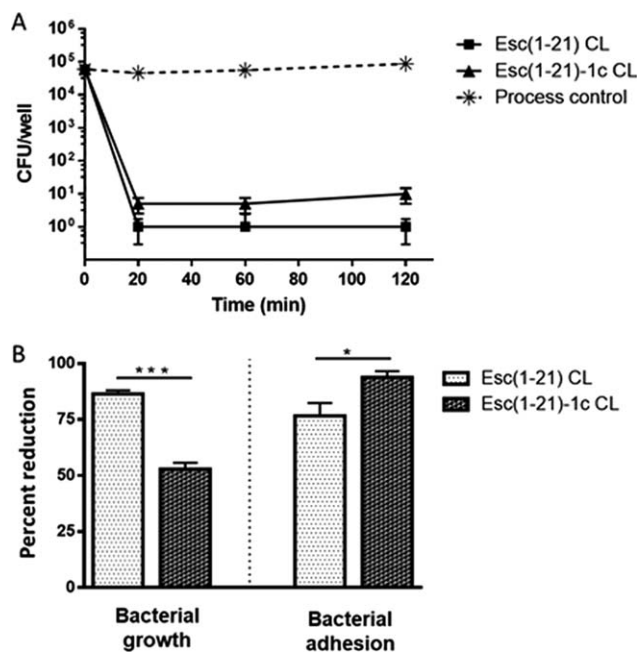 A
10⁶
10⁵
10⁴
10³
10²
10¹
10⁰
CFU/well
0 20 40 60 80 100 120
Time (min)
Esc(1-21) CL
Esc(1-21)-1c CL
Process control
B
100
75
50
25
0
Percent reduction
***
*
Esc(1-21) CL
Esc(1-21)-1c CL
Bacterial
growth
Bacterial
adhesion